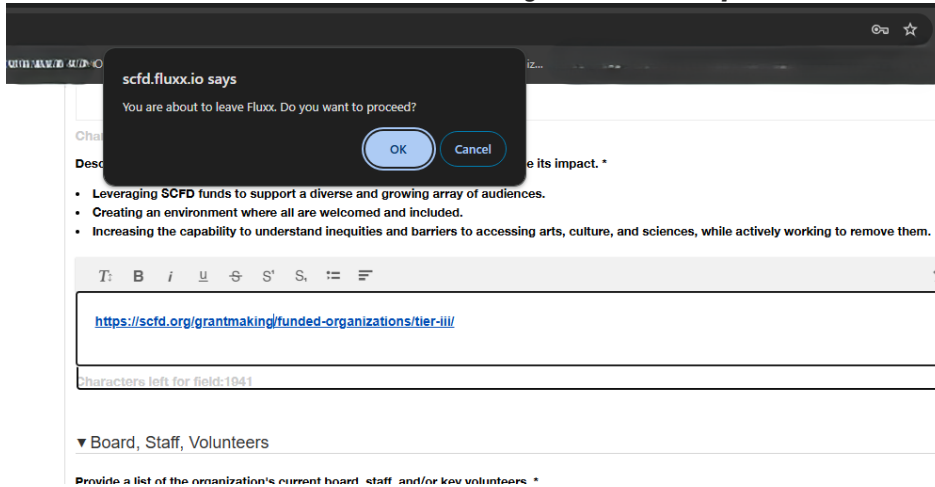 iz...
scfd.fluxx.io says
You are about to leave Fluxx. Do you want to proceed?
OK Cancel
Cha
Desc e its impact. *
• Leveraging SCFD funds to support a diverse and growing array of audiences.
• Creating an environment where all are welcomed and included.
• Increasing the capability to understand inequities and barriers to accessing arts, culture, and sciences, while actively working to remove them.
T B i u S S' S,
https://scfd.org/grantmaking/funded-organizations/tier-iii/
Characters left for field:1941
▼ Board, Staff, Volunteers
Provide a list of the organization's current board, staff, and/or key volunteers. *